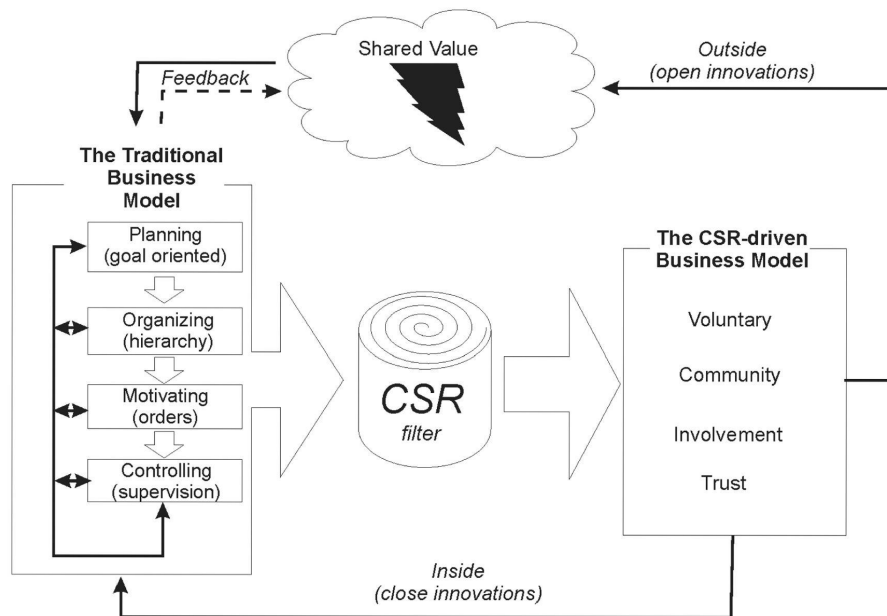 Shared Value
Feedback
Outside
(open innovations)
The Traditional
Business
Model
Planning
(goal oriented)
Organizing
(hierarchy)
Motivating
(orders)
Controlling
(supervision)
CSR
filter
The CSR-driven
Business Model
Voluntary
Community
Involvement
Trust
Inside
(close innovations)